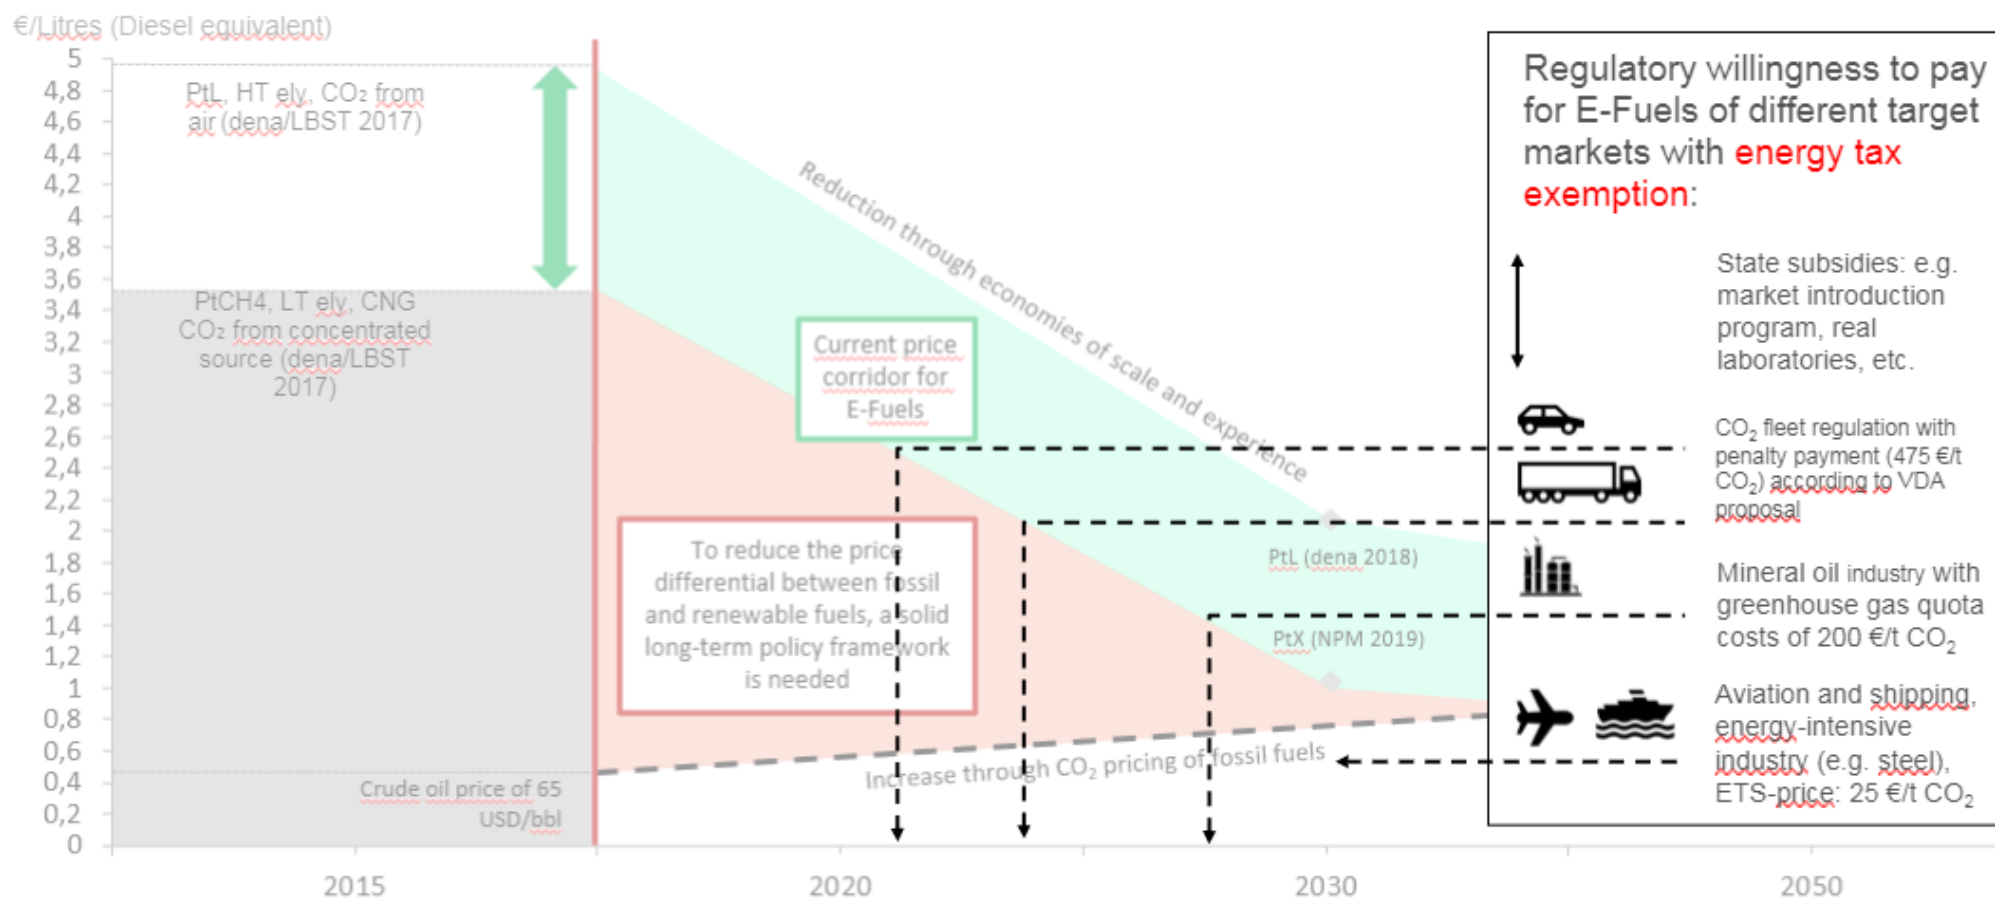 €/Litres (Diesel equivalent)
5
4,8
4,6
4,4
4,2
4
3,8
3,6
3,4
3,2
3
2,8
2,6
2,4
2,2
2
1,8
1,6
1,4
1,2
1
0,8
0,6
0,4
0,2
0
PtL, HT ely, CO₂ from
air (dena/LBST 2017)
PtCH4, LT ely, CNG
CO₂ from concentrated
source (dena/LBST
2017)
Crude oil price of 65
USD/bbl
Reduction through economies of scale and experience
Current price
corridor for
E-Fuels
To reduce the price
differential between fossil
and renewable fuels, a solid
long-term policy framework
is needed
PtL (dena 2018)
PtX (NPM 2019)
Increase through CO₂ pricing of fossil fuels
2015
2020
2030
2050
Regulatory willingness to pay
for E-Fuels of different target
markets with energy tax
exemption:
State subsidies: e.g.
market introduction
program, real
laboratories, etc.
CO₂ fleet regulation with
penalty payment (475 €/t
CO₂) according to VDA
proposal
Mineral oil industry with
greenhouse gas quota
costs of 200 €/t CO₂
Aviation and shipping,
energy-intensive
industry (e.g. steel),
ETS-price: 25 €/t CO₂